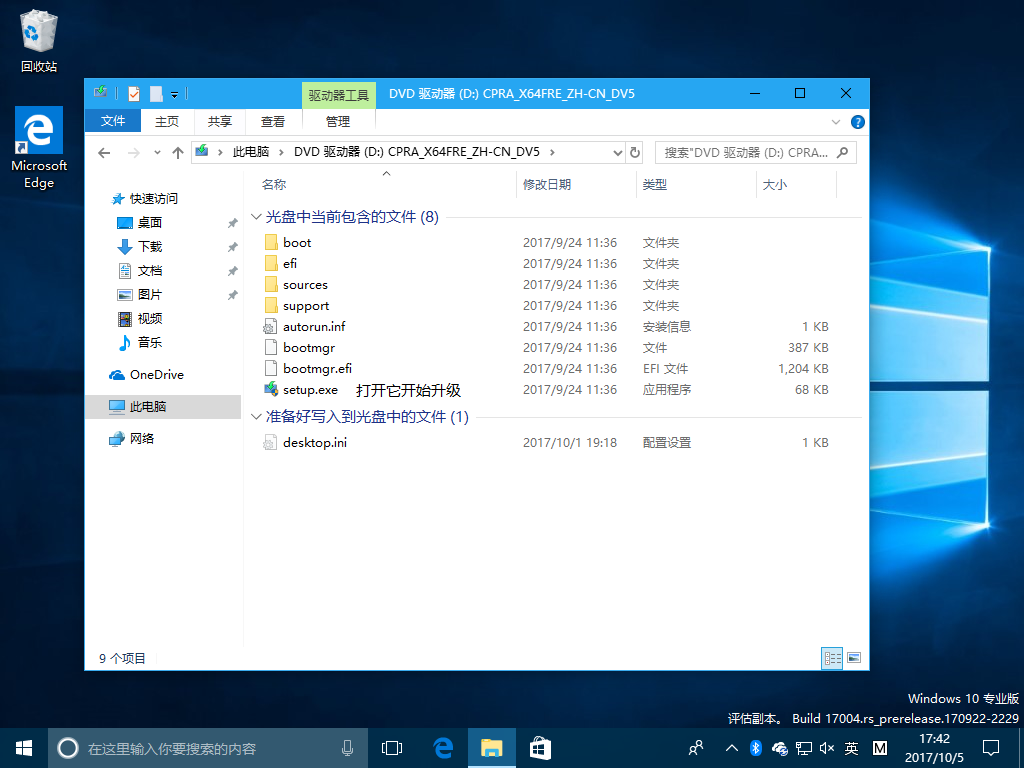 回收站
Microsoft
Edge
驱动器工具
DVD 驱动器 (D:) CPRA_X64FRE_ZH-CN_DV5
文件
主页
共享
查看
管理
此电脑
DVD 驱动器 (D:) CPRA_X64FRE_ZH-CN_DV5
搜索"DVD 驱动器 (D:) CPRA...
名称 修改日期 类型 大小
快速访问
桌面
下载
文档
图片
视频
音乐
OneDrive
此电脑
网络
光盘中当前包含的文件 (8)
boot 2017/9/24 11:36 文件夹
efi 2017/9/24 11:36 文件夹
sources 2017/9/24 11:36 文件夹
support 2017/9/24 11:36 文件夹
autorun.inf 2017/9/24 11:36 安装信息 1 KB
bootmgr 2017/9/24 11:36 文件 387 KB
bootmgr.efi 2017/9/24 11:36 EFI 文件 1,204 KB
setup.exe 打开它开始升级 2017/9/24 11:36 应用程序 68 KB
准备好写入到光盘中的文件 (1)
desktop.ini 2017/10/1 19:18 配置设置 1 KB
9 个项目
Windows 10 专业版
评估副本。 Build 17004.rs_prerelease.170922-2229
在这里输入你要搜索的内容
英
M
17:42
2017/10/5